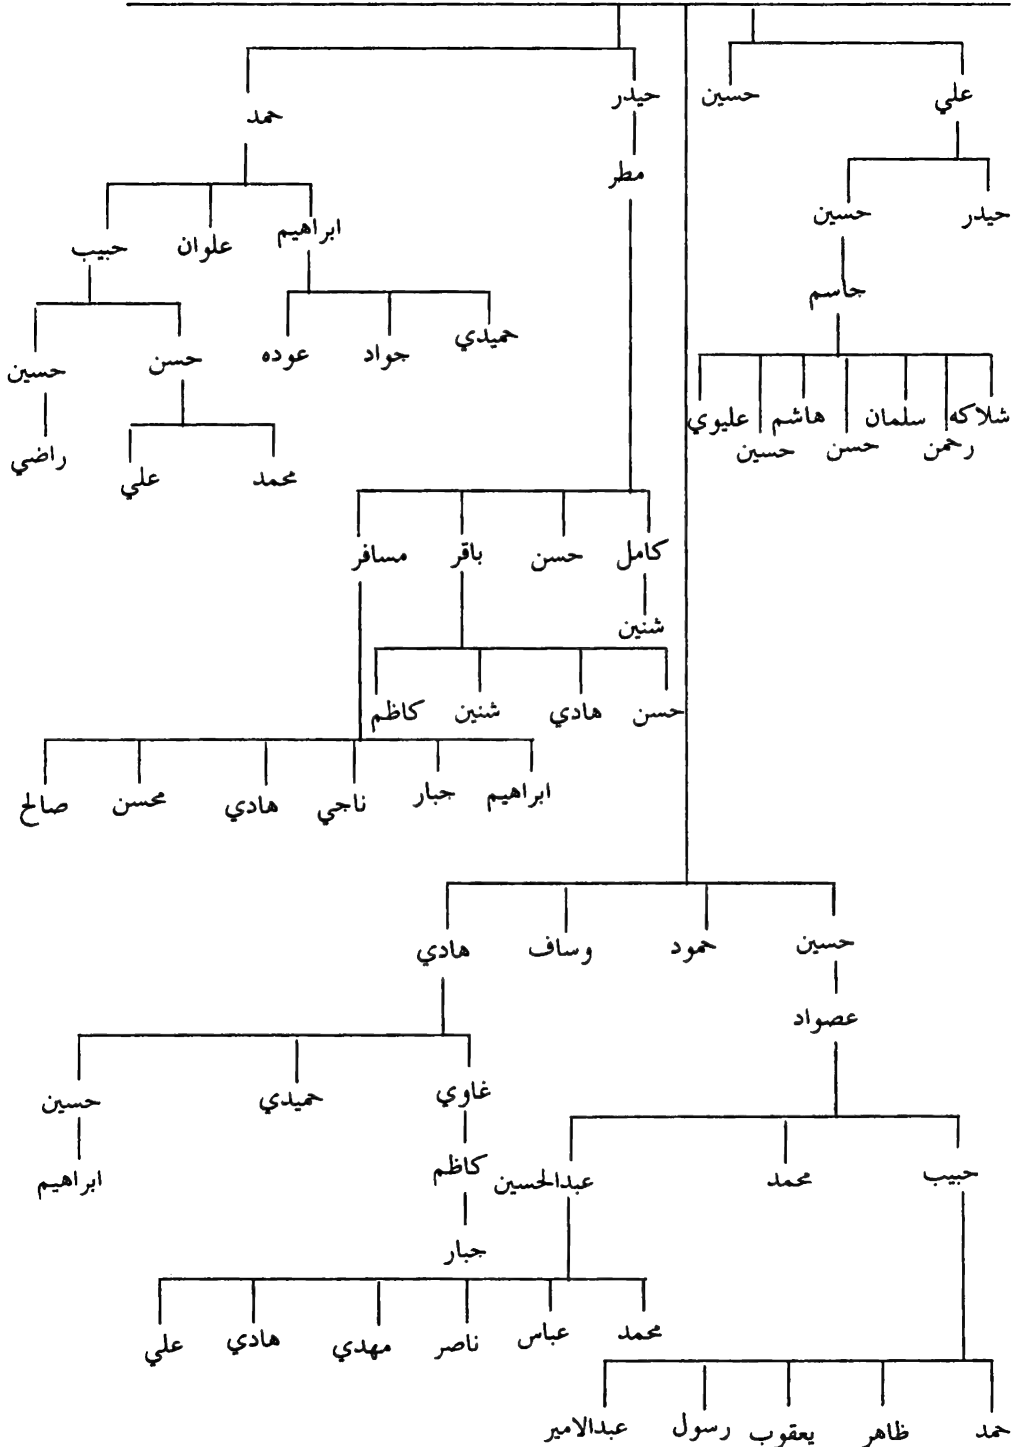 علي حسين حيدر حمد
حيدر حسين مطر
ابراهيم علوان حبيب
جاسم
حميدي جواد عوده حسن حسين
شلاكه رحمن سلمان حسن هاشم حسين عليوي
محمد علي راضي
كامل حسن باقر مسافر
شنين
حسن هادي شنين كاظم
ابراهيم جبار ناجي هادي محسن صالح
حسين حمود وساف هادي
عصواد
غاوي حميدي حسين
حبيب محمد عبدالحسين كاظم ابراهيم
جبار
محمد عباس ناصر مهدي هادي علي
حمد ظاهر يعقوب رسول عبدالامير